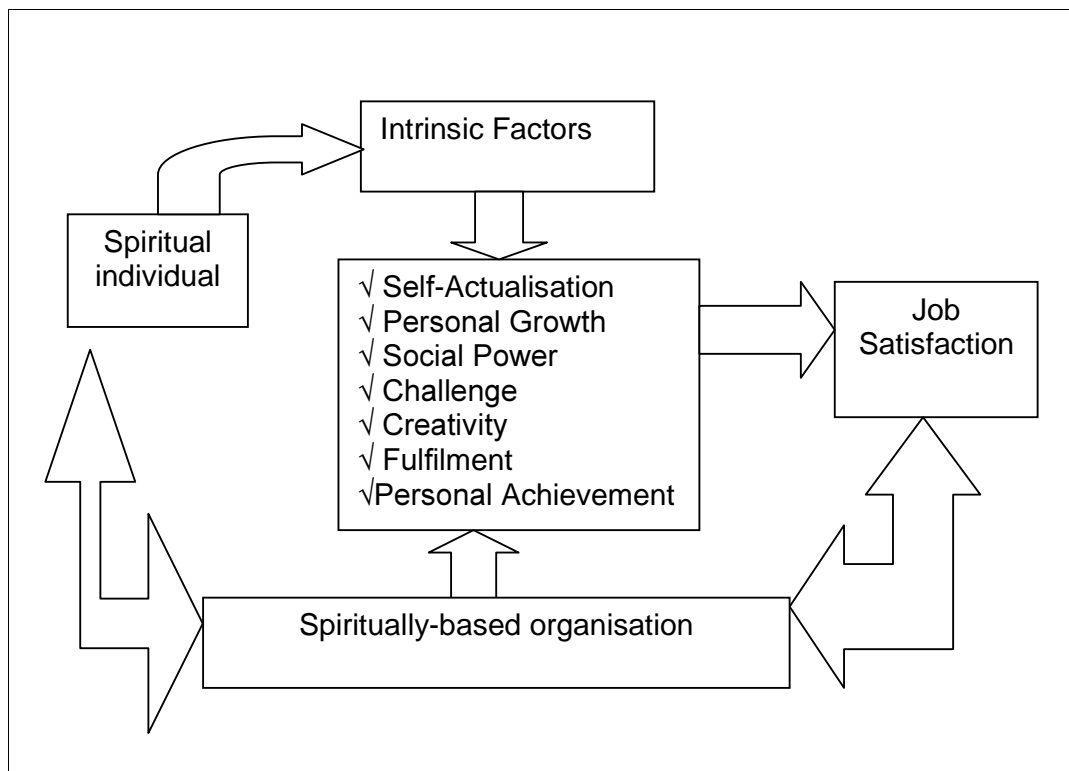 Intrinsic Factors
Spiritual
individual
√ Self-Actualisation
√ Personal Growth
√ Social Power
√ Challenge
√ Creativity
√ Fulfilment
√Personal Achievement
Job
Satisfaction
Spiritually-based organisation